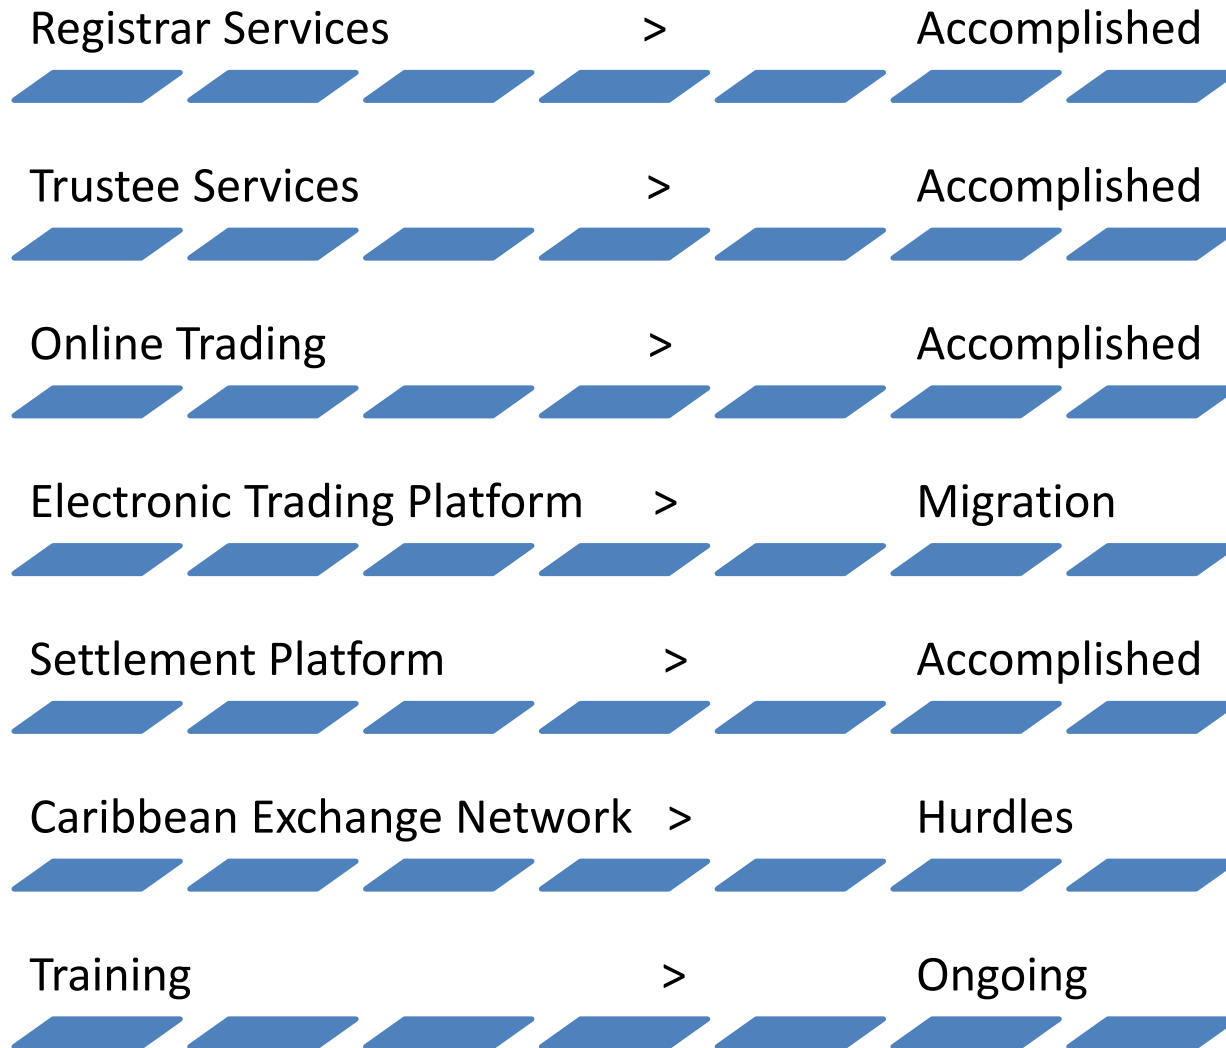 Registrar Services > Accomplished
Trustee Services > Accomplished
Online Trading > Accomplished
Electronic Trading Platform > Migration
Settlement Platform > Accomplished
Caribbean Exchange Network > Hurdles
Training > Ongoing